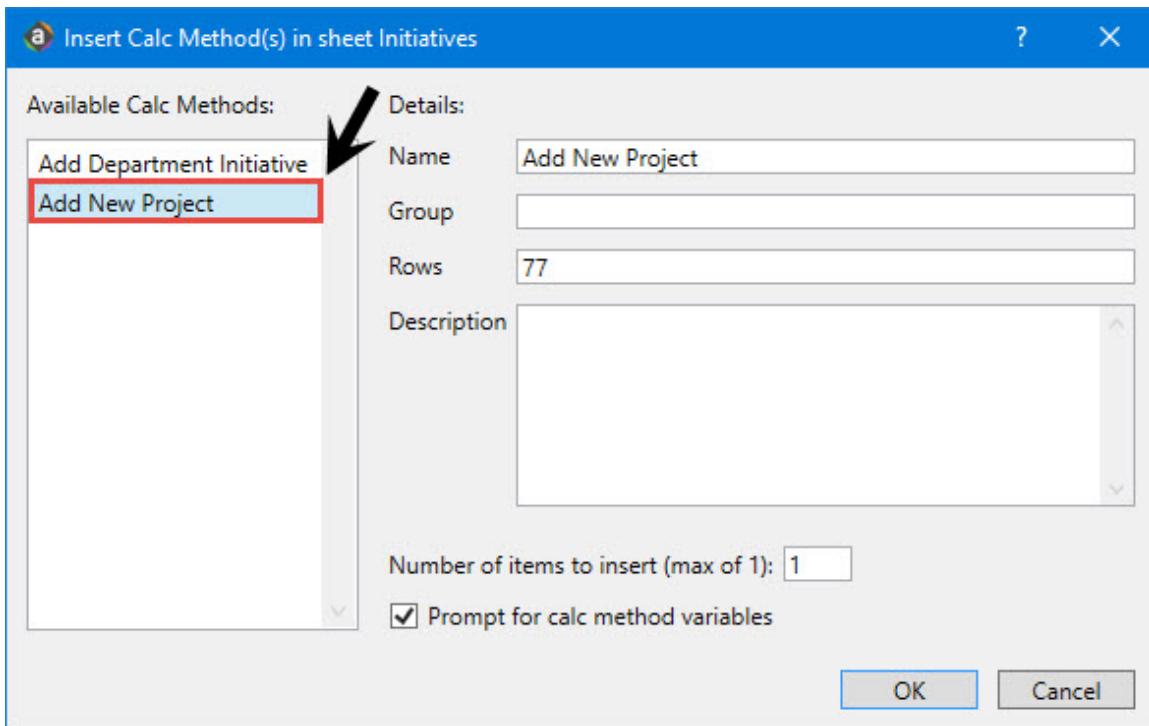 Insert Calc Method(s) in sheet Initiatives
Available Calc Methods:
Add Department Initiative
Add New Project
Details:
Name Add New Project
Group
Rows 77
Description
Number of items to insert (max of 1): 1
Prompt for calc method variables
OK Cancel